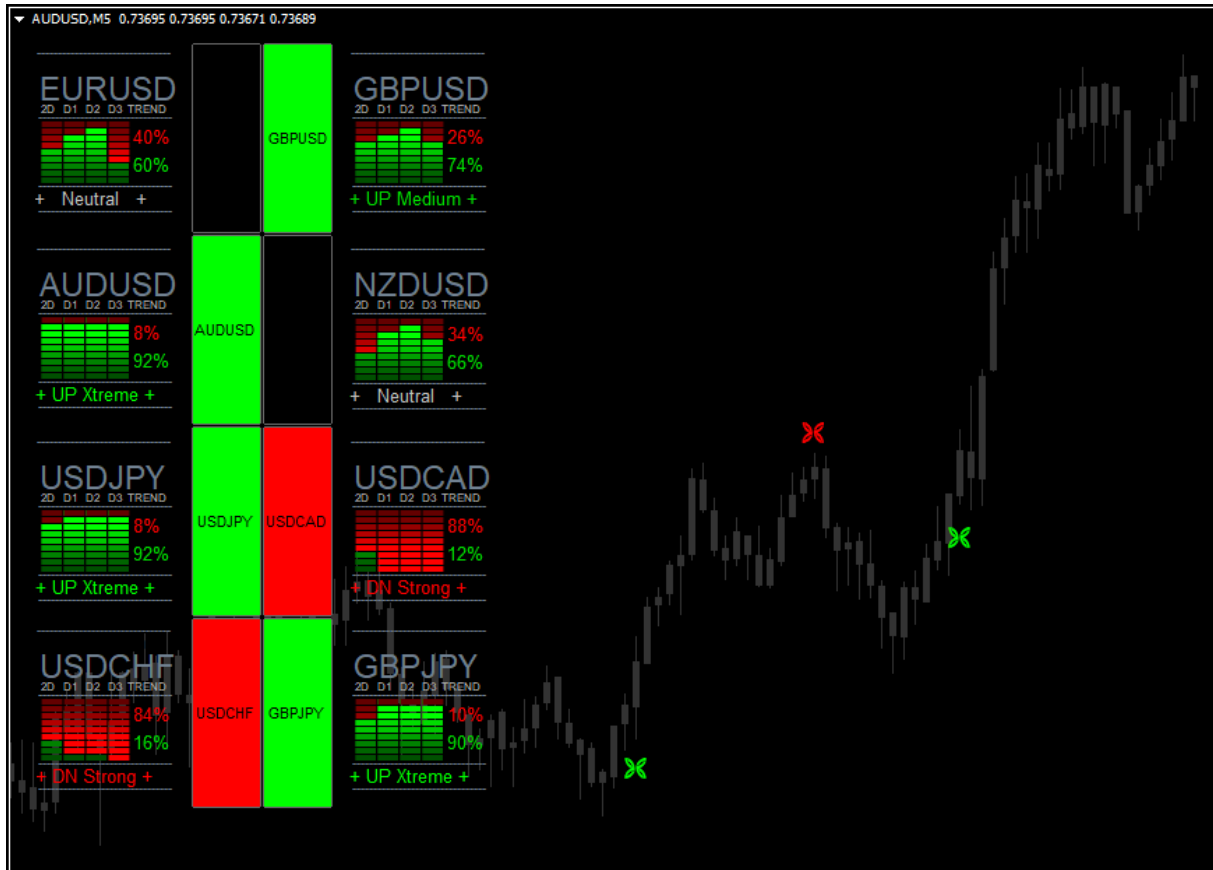 AUDUSD,M5 0.73695 0.73695 0.73671 0.73689
EURUSD
2D D1 D2 D3 TREND
40%
60%
+ Neutral +
GBPUSD
GBPUSD
2D D1 D2 D3 TREND
26%
74%
+ UP Medium +
AUDUSD
2D D1 D2 D3 TREND
8%
92%
+ UP Xtreme +
AUDUSD
NZDUSD
2D D1 D2 D3 TREND
34%
66%
+ Neutral +
USDJPY
2D D1 D2 D3 TREND
8%
92%
+ UP Xtreme +
USDJPY
USDCAD
USDCAD
2D D1 D2 D3 TREND
88%
12%
+ DN Strong +
USDCHF
2D D1 D2 D3 TREND
84%
16%
+ DN Strong +
USDCHF
GBPJPY
GBPJPY
2D D1 D2 D3 TREND
10%
90%
+ UP Xtreme +